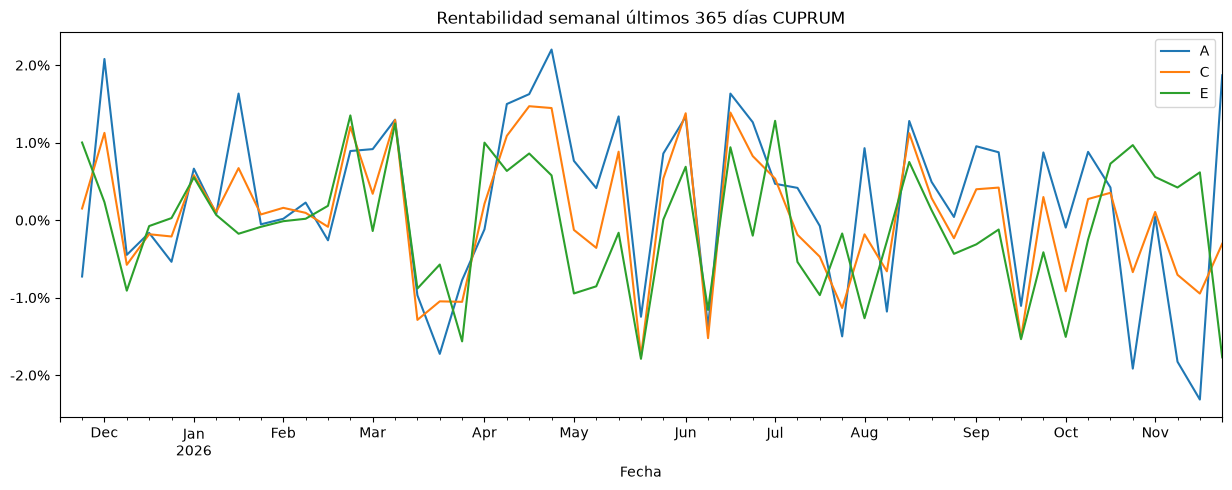 Rentabilidad semanal últimos 365 días CUPRUM
A
C
E
2.0%
1.0%
0.0%
-1.0%
-2.0%
Dec Jan Feb Mar Apr May Jun Jul Aug Sep Oct Nov
2026
Fecha